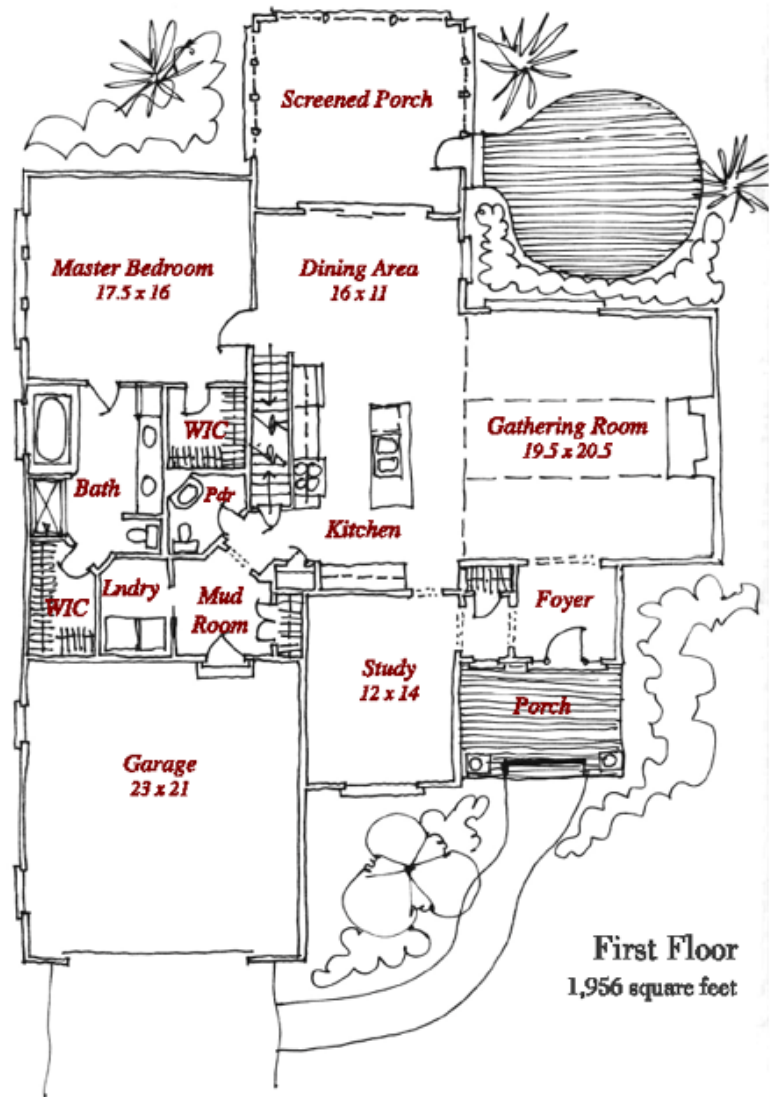 Screened Porch
Master Bedroom
17.5 x 16
Dining Area
16 x 11
WIC
Gathering Room
19.5 x 20.5
Bath
Pdr
Kitchen
WIC
Lndry
Mud
Room
Foyer
Study
12 x 14
Porch
Garage
23 x 21
First Floor
1,956 square feet